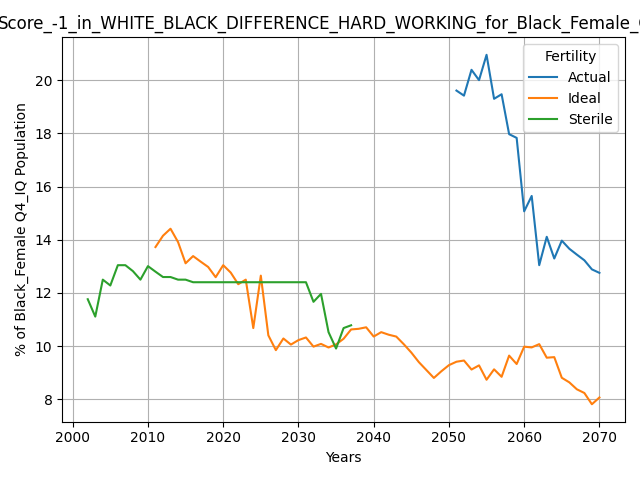 Score_-1_in_WHITE_BLACK_DIFFERENCE_HARD_WORKING_for_Black_Female_
Fertility
Actual
Ideal
Sterile
% of Black_Female Q4_IQ Population
20
18
16
14
12
10
8
2000 2010 2020 2030 2040 2050 2060 2070
Years